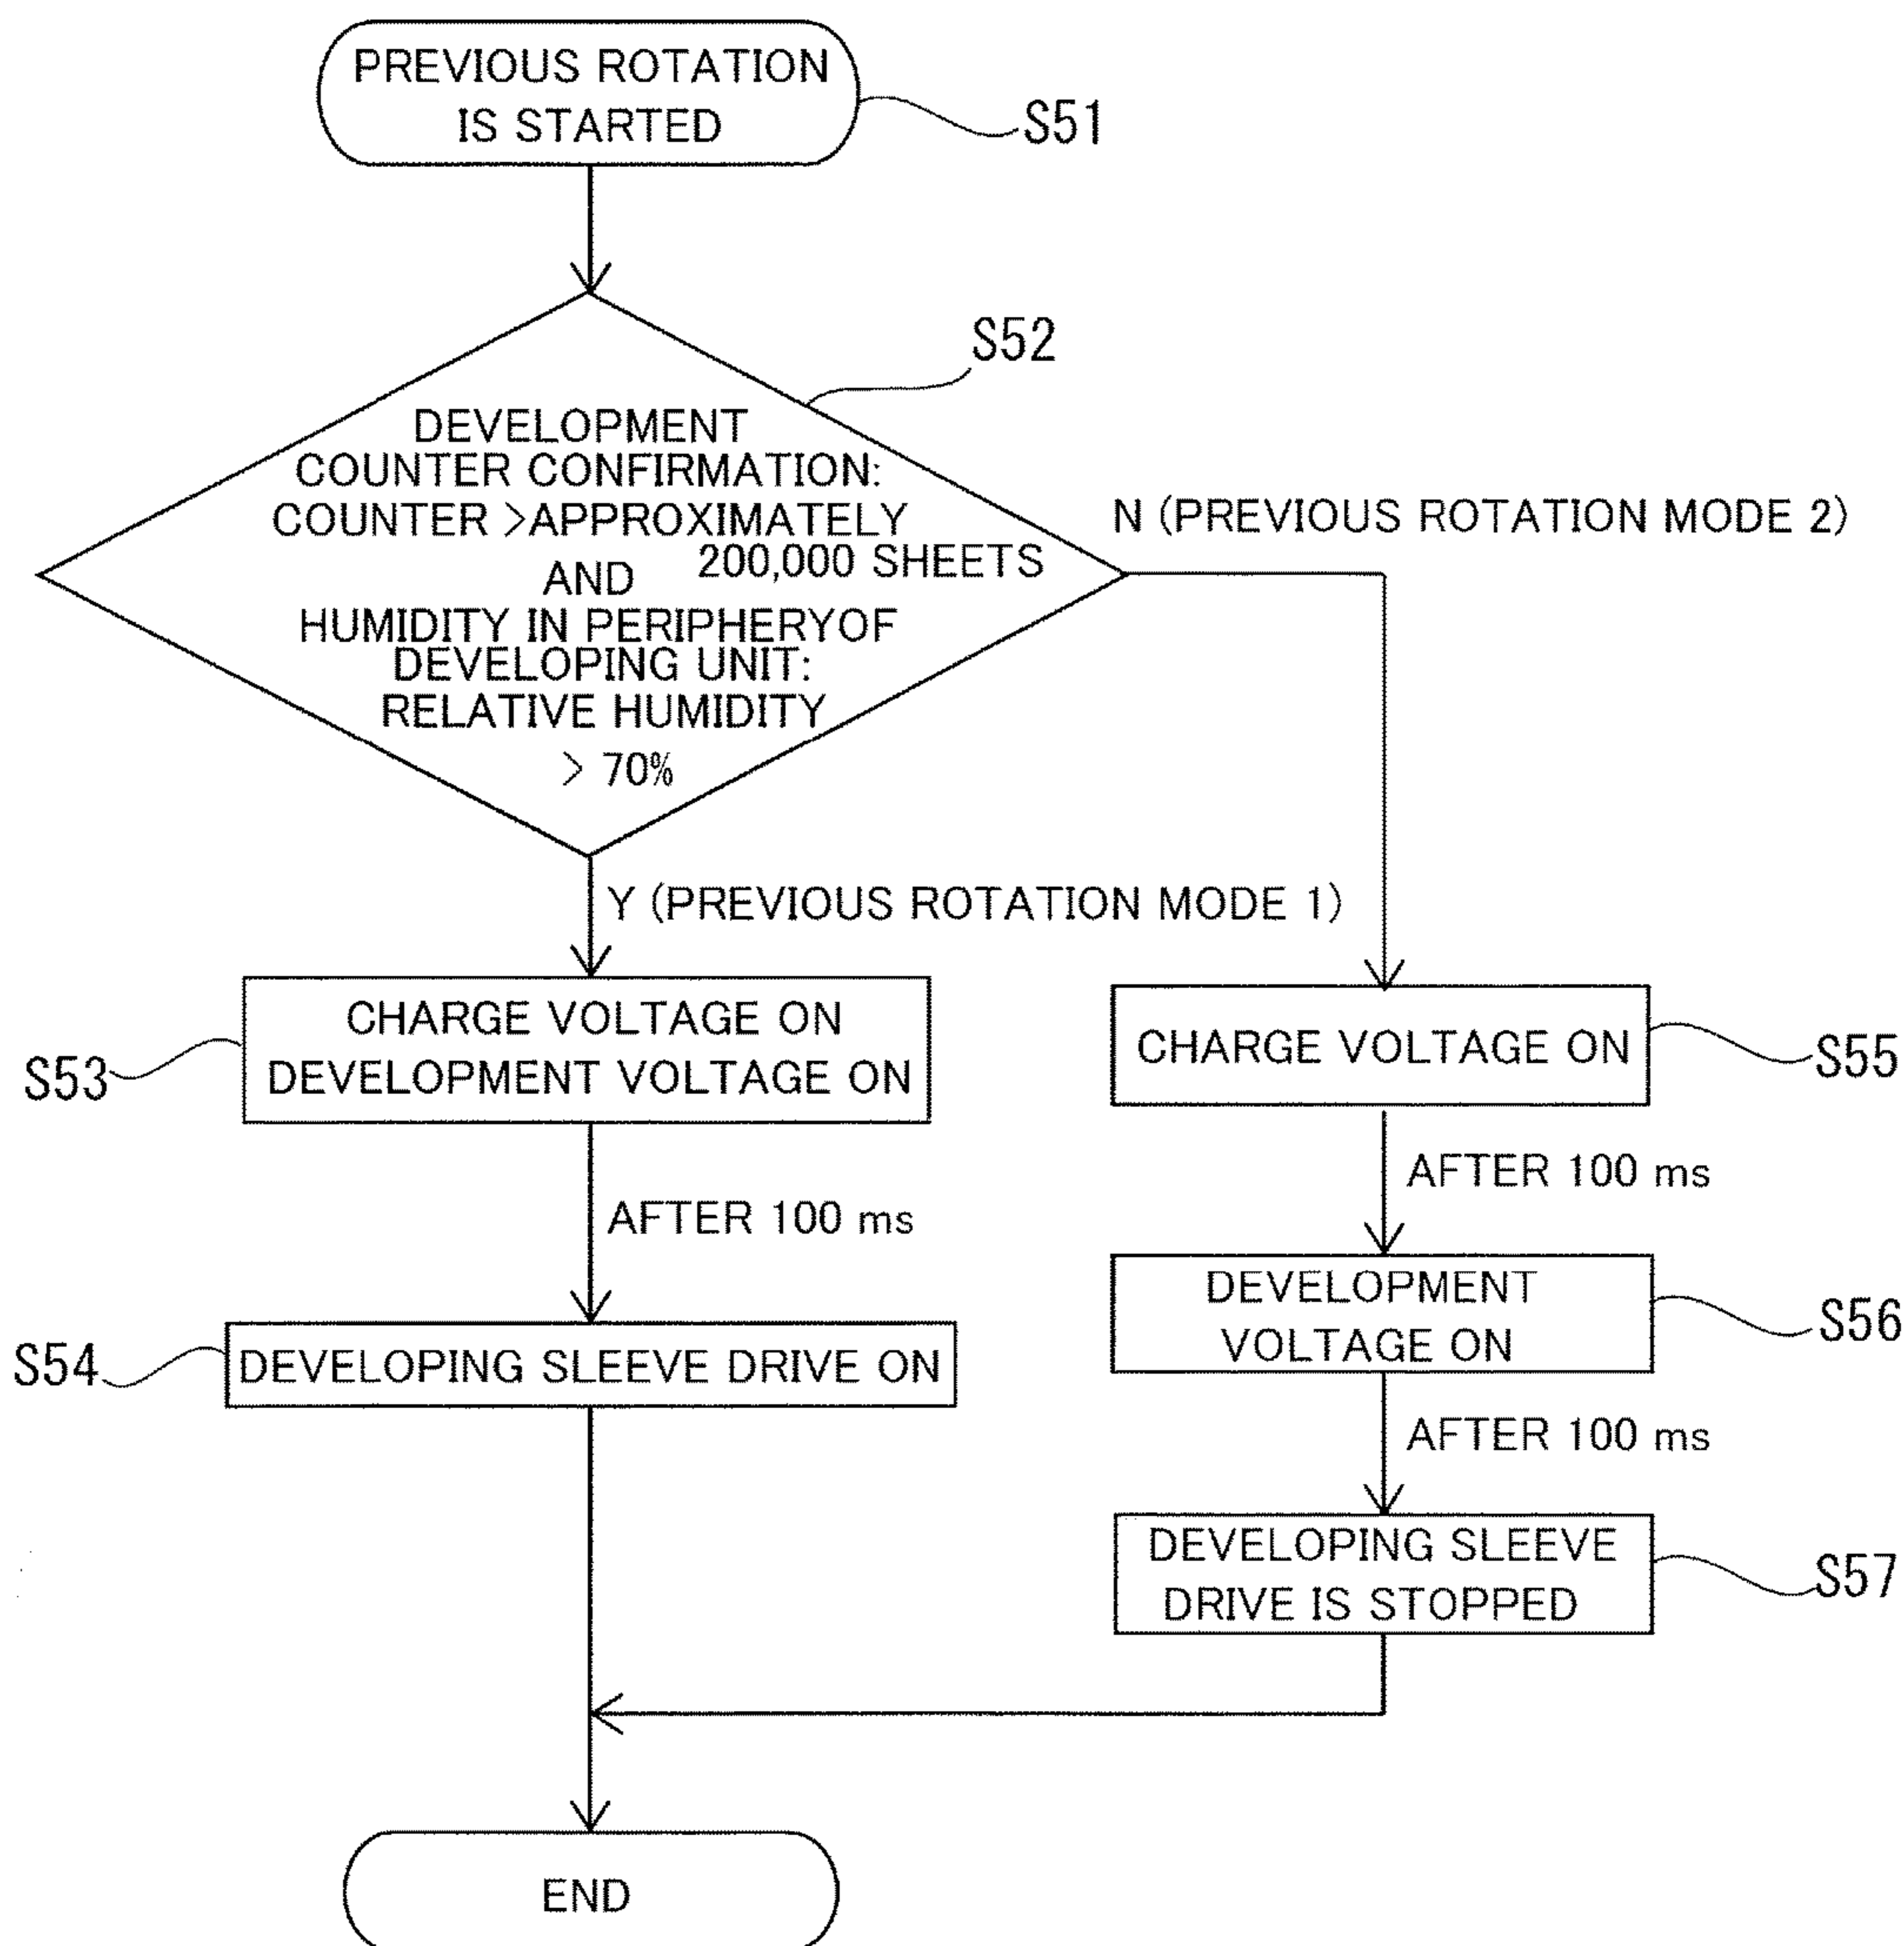 PREVIOUS ROTATION
IS STARTED
S51
S52
DEVELOPMENT
COUNTER CONFIRMATION:
COUNTER >APPROXIMATELY
200,000 SHEETS
AND
HUMIDITY IN PERIPHERYOF
DEVELOPING UNIT:
RELATIVE HUMIDITY
> 70%
N (PREVIOUS ROTATION MODE 2)
Y (PREVIOUS ROTATION MODE 1)
CHARGE VOLTAGE ON
DEVELOPMENT VOLTAGE ON
S53
AFTER 100 ms
DEVELOPING SLEEVE DRIVE ON
S54
CHARGE VOLTAGE ON
S55
AFTER 100 ms
DEVELOPMENT
VOLTAGE ON
S56
AFTER 100 ms
DEVELOPING SLEEVE
DRIVE IS STOPPED
S57
END